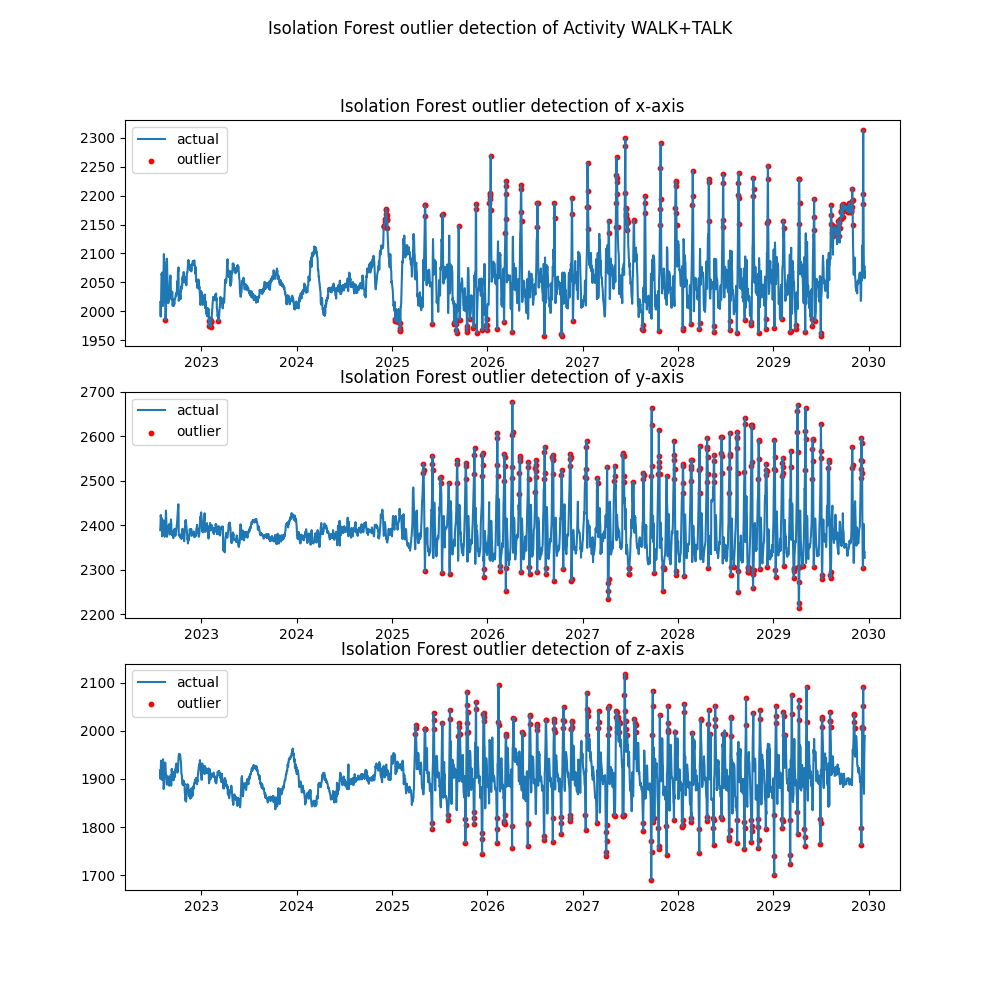 Isolation Forest outlier detection of Activity WALK+TALK
Isolation Forest outlier detection of x-axis
actual
outlier
2300
2250
2200
2150
2100
2050
2000
1950
2023 2024 2025 2026 2027 2028 2029 2030
Isolation Forest outlier detection of y-axis
actual
outlier
2700
2600
2500
2400
2300
2200
2023 2024 2025 2026 2027 2028 2029 2030
Isolation Forest outlier detection of z-axis
actual
outlier
2100
2000
1900
1800
1700
2023 2024 2025 2026 2027 2028 2029 2030